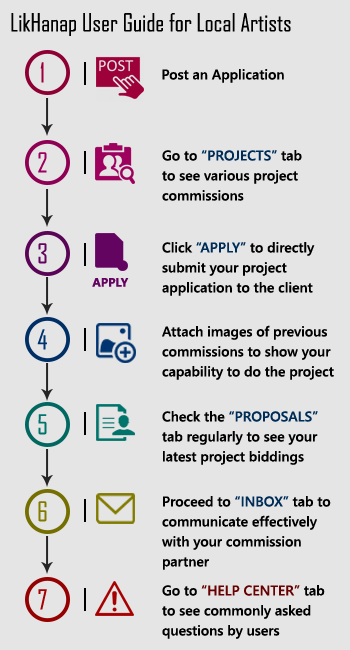 LikHanap User Guide for Local Artists
1
POST
Post an Application
2
Go to “PROJECTS” tab
to see various project
commissions
3
APPLY
Click “APPLY” to directly
submit your project
application to the client
4
Attach images of previous
commissions to show your
capability to do the project
5
Check the “PROPOSALS”
tab regularly to see your
latest project biddings
6
Proceed to “INBOX” tab to
communicate effectively
with your commission
partner
7
Go to “HELP CENTER” tab
to see commonly asked
questions by users